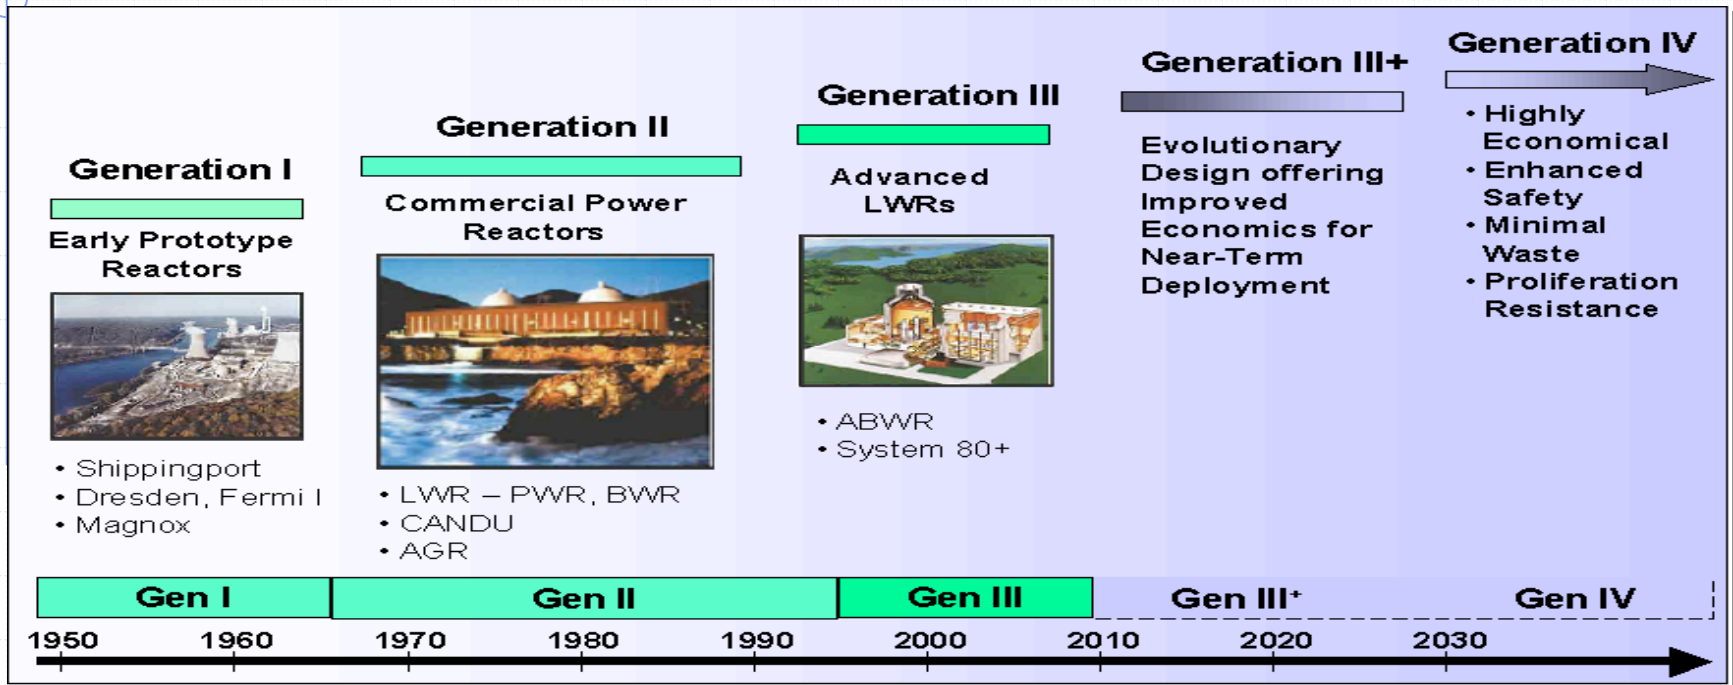 Generation I
Early Prototype
Reactors
• Shippingport
• Dresden, Fermi I
• Magnox
Generation II
Commercial Power
Reactors
• LWR – PWR, BWR
• CANDU
• AGR
Generation III
Advanced
LWRs
• ABWR
• System 80+
Generation III+
Evolutionary
Design offering
Improved
Economics for
Near-Term
Deployment
Generation IV
• Highly
Economical
• Enhanced
Safety
• Minimal
Waste
• Proliferation
Resistance
Gen I Gen II Gen III Gen III+ Gen IV
1950 1960 1970 1980 1990 2000 2010 2020 2030